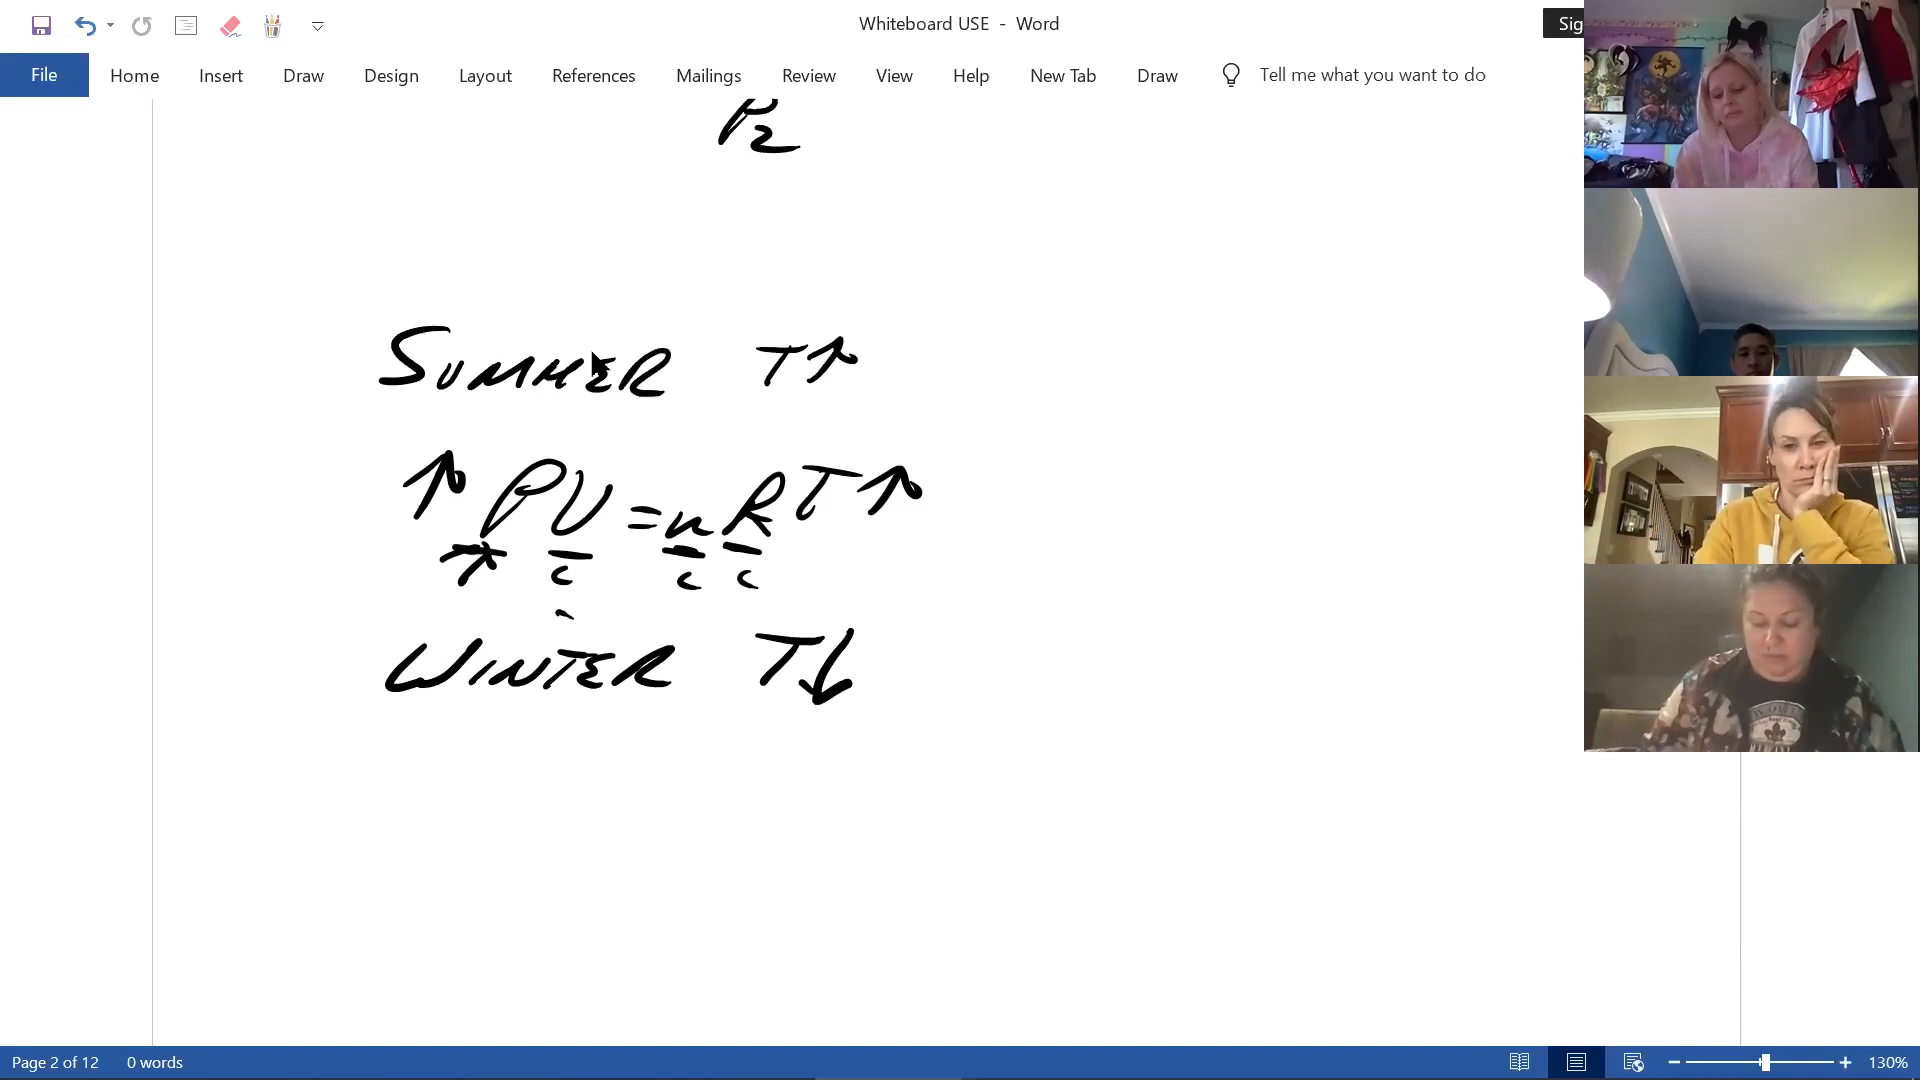 Whiteboard USE - Word
Sig
File Home Insert Draw Design Layout References Mailings Review View Help New Tab Draw Tell me what you want to do
P2
SUMMER T↑
↑ PV = nRT ↑
↑ c c c
WINTER T↓
Page 2 of 12 0 words
130%